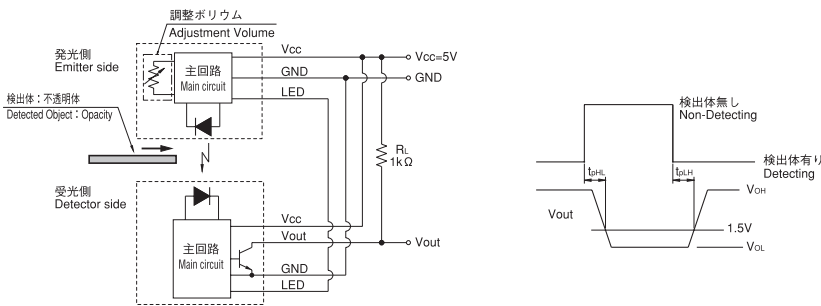 調整ボリウム
Adjustment Volume
発光側
Emitter side
主回路
Main circuit
Vcc
GND
LED
Vcc=5V
GND
検出体：不透明体
Detected Object : Opacity
RL
1kΩ
受光側
Detector side
主回路
Main circuit
Vcc
Vout
GND
LED
Vout
検出体無し
Non-Detecting
検出体有り
Detecting
tpHL
tpLH
VOH
Vout
1.5V
VOL